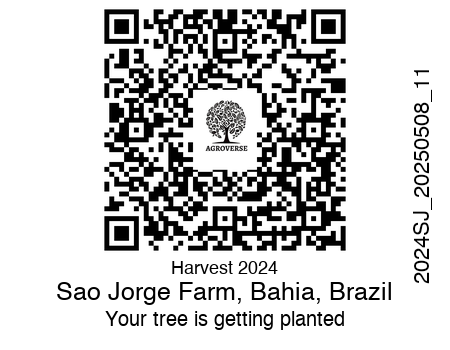 AGROVERSE
Harvest 2024
Sao Jorge Farm, Bahia, Brazil
Your tree is getting planted
2024SJ_20250508_11